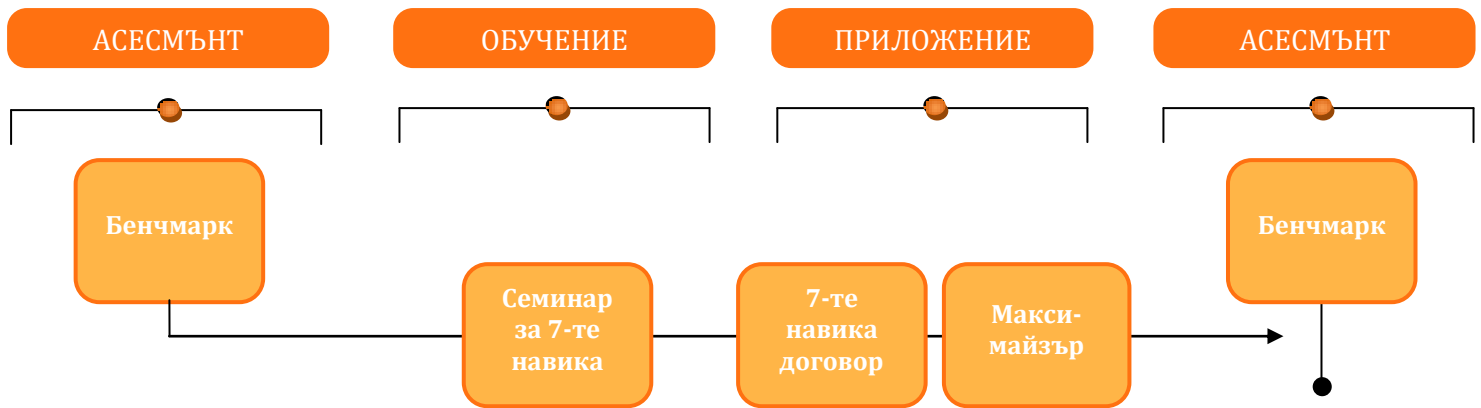 АСЕСМЪНТ
ОБУЧЕНИЕ
ПРИЛОЖЕНИЕ
АСЕСМЪНТ
Бенчмарк
Семинар
за 7-те
навика
7-те
навика
договор
Макси-
майзър
Бенчмарк